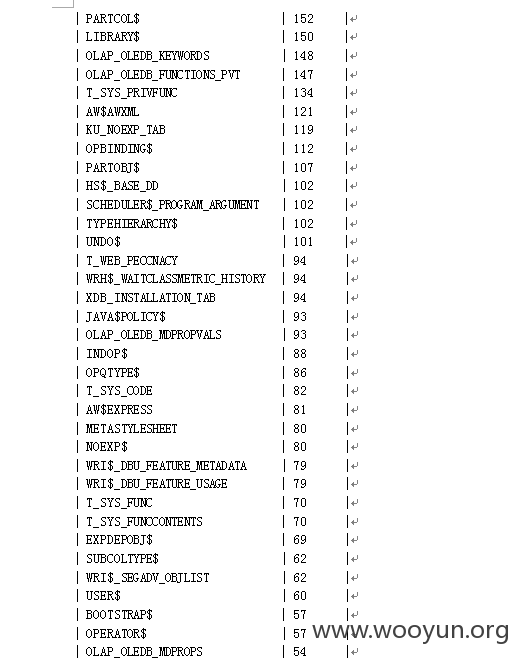 | PARTCOL$ | 152 |↵
| LIBRARY$ | 150 |↵
| OLAP_OLEDB_KEYWORDS | 148 |↵
| OLAP_OLEDB_FUNCTIONS_PVT | 147 |↵
| T_SYS_PRIVFUNC | 134 |↵
| AW$AWXML | 121 |↵
| KU_NOEXP_TAB | 119 |↵
| OPBINDING$ | 112 |↵
| PARTOBJ$ | 107 |↵
| HS$_BASE_DD | 102 |↵
| SCHEDULER$_PROGRAM_ARGUMENT | 102 |↵
| TYPEHIERARCHY$ | 102 |↵
| UNDO$ | 101 |↵
| T_WEB_PECCNACY | 94 |↵
| WRH$_WAITCLASSMETRIC_HISTORY | 94 |↵
| XDB_INSTALLATION_TAB | 94 |↵
| JAVA$POLICY$ | 93 |↵
| OLAP_OLEDB_MDPROPVALS | 93 |↵
| INDOP$ | 88 |↵
| OPQTYPE$ | 86 |↵
| T_SYS_CODE | 82 |↵
| AW$EXPRESS | 81 |↵
| METASTYLESHEET | 80 |↵
| NOEXP$ | 80 |↵
| WRI$_DBU_FEATURE_METADATA | 79 |↵
| WRI$_DBU_FEATURE_USAGE | 79 |↵
| T_SYS_FUNC | 70 |↵
| T_SYS_FUNCCONTENTS | 70 |↵
| EXPDEPOBJ$ | 69 |↵
| SUBCOLTYPE$ | 62 |↵
| WRI$_SEGADV_OBJLIST | 62 |↵
| USER$ | 60 |↵
| BOOTSTRAP$ | 57 |↵
| OPERATOR$ | 57 |↵
| OLAP_OLEDB_MDPROPS | 54 |↵
www.wooyun.org